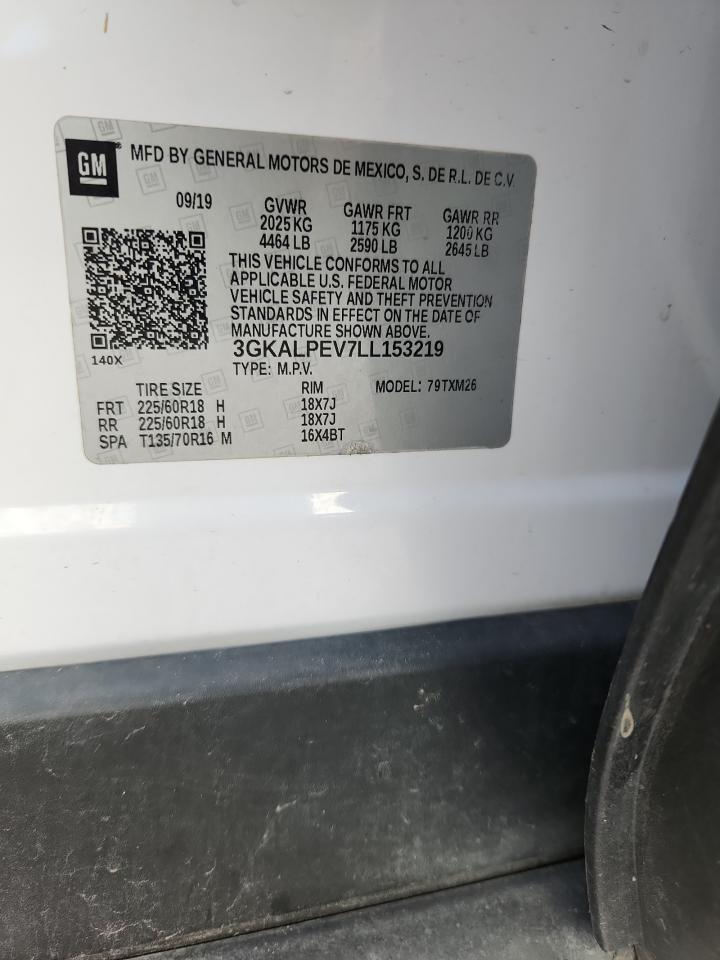 GM
MFD BY GENERAL MOTORS DE MEXICO, S. DE R.L. DE C.V.
09/19 GVWR GAWR FRT GAWR RR
2025 KG 1175 KG 1200 KG
4464 LB 2590 LB 2645 LB
THIS VEHICLE CONFORMS TO ALL
APPLICABLE U.S. FEDERAL MOTOR
VEHICLE SAFETY AND THEFT PREVENTION
STANDARDS IN EFFECT ON THE DATE OF
MANUFACTURE SHOWN ABOVE.
3GKALPEV7LL153219
140X
TYPE: M.P.V.
TIRE SIZE RIM MODEL: 79TXM26
FRT 225/60R18 H 18X7J
RR 225/60R18 H 18X7J
SPA T135/70R16 M 16X4BT